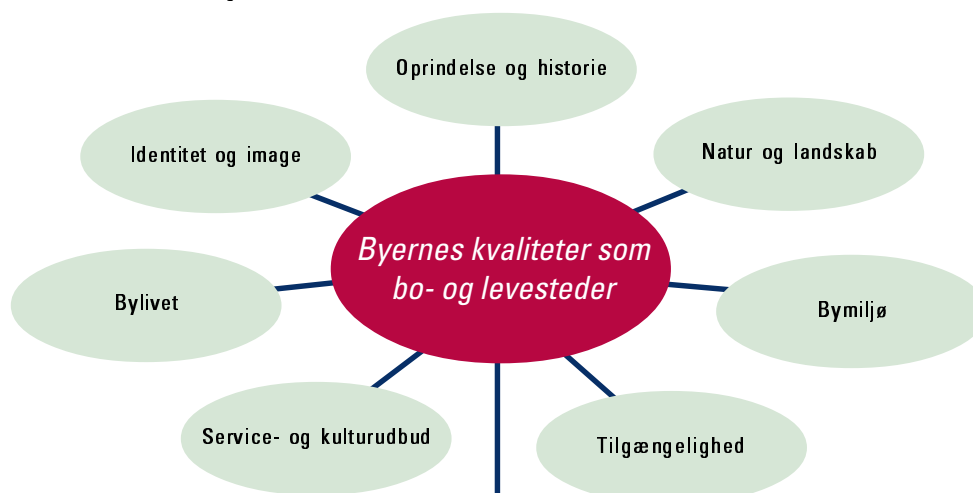 Oprindelse og historie
Identitet og image
Natur og landskab
Byernes kvaliteter som
bo- og levesteder
Bylivet
Bymiljø
Service- og kulturudbud
Tilgængelighed